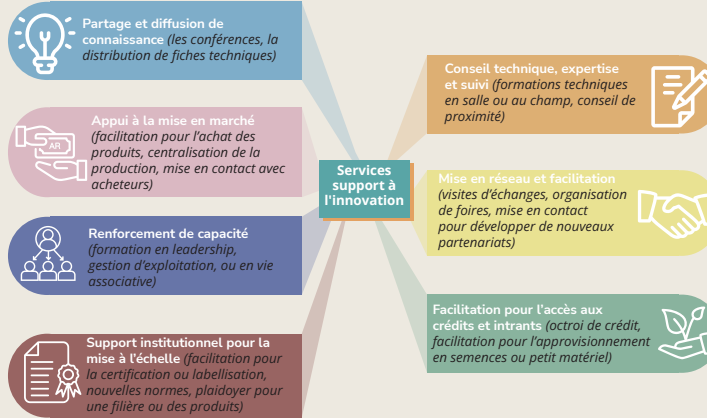 Partage et diffusion de
connaissance (les conférences, la
distribution de fiches techniques)
Appui à la mise en marché
(facilitation pour l'achat des
produits, centralisation de la
production, mise en contact avec
acheteurs)
AR
Renforcement de capacité
(formation en leadership,
gestion d'exploitation, ou en vie
associative)
Support institutionnel pour la
mise à l'échelle (facilitation pour
la certification ou labellisation,
nouvelles normes, plaidoyer pour
une filière ou des produits)
Services
support à
l'innovation
Conseil technique, expertise
et suivi (formations techniques
en salle ou au champ, conseil de
proximité)
Mise en réseau et facilitation
(visites d'échanges, organisation
de foires, mise en contact
pour développer de nouveaux
partenariats)
Facilitation pour l'accès aux
crédits et intrants (octroi de crédit,
facilitation pour l'approvisionnement
en semences ou petit matériel)